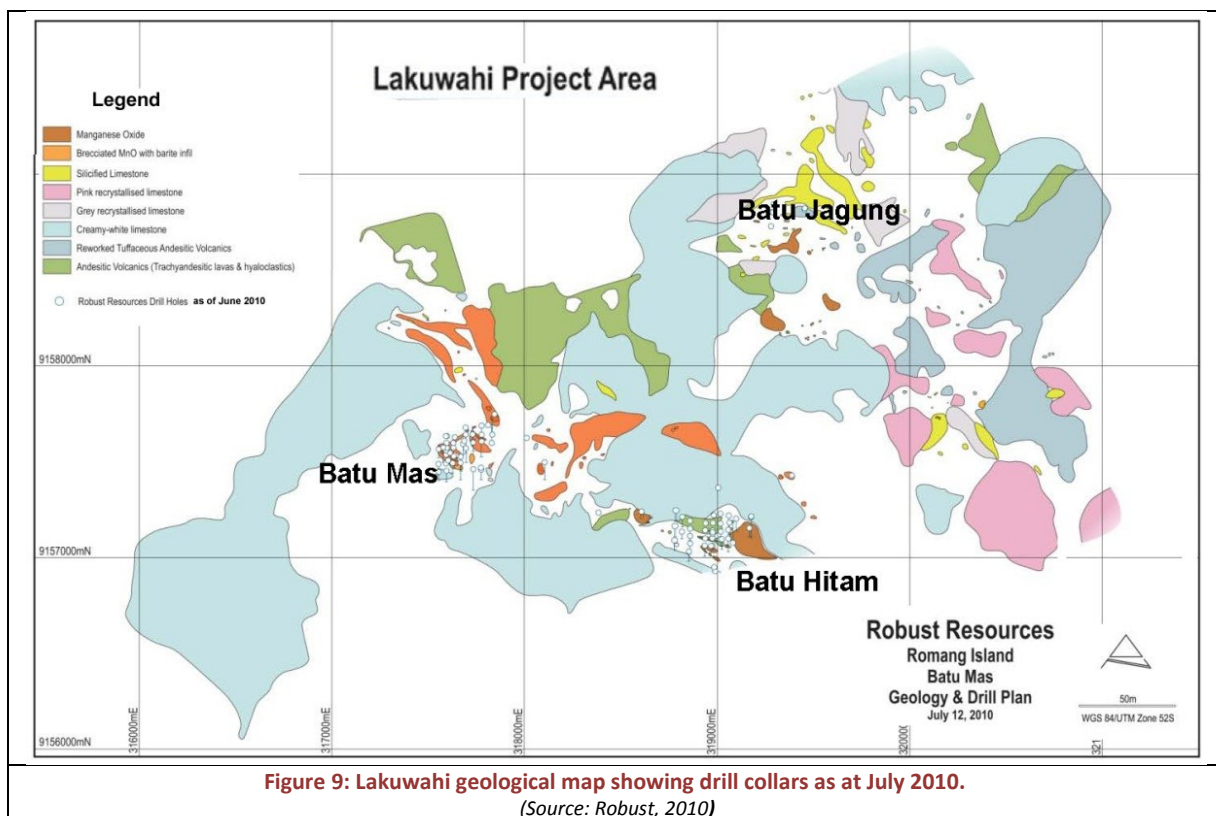 Lakuwahi Project Area
Legend
Manganese Oxide
Brecciated MnO with barite infil
Silicified Limestone
Pink recrystallised limestone
Grey recrystallised limestone
Creamy-white limestone
Reworked Tuffaceous Andesitic Volcanics
Andesitic Volcanics (Trachyandesitic lavas & hyaloclastics)
Robust Resources Drill Holes as of June 2010
Batu Jagung
9158000mN
Batu Mas
9157000mN
Batu Hitam
Robust Resources
Romang Island
Batu Mas
Geology & Drill Plan
July 12, 2010
50m
WGS 84/UTM Zone 52S
9156000mN
316000mE
317000mE
318000mE
319000mE
320000
321
Figure 9: Lakuwahi geological map showing drill collars as at July 2010.
(Source: Robust, 2010)